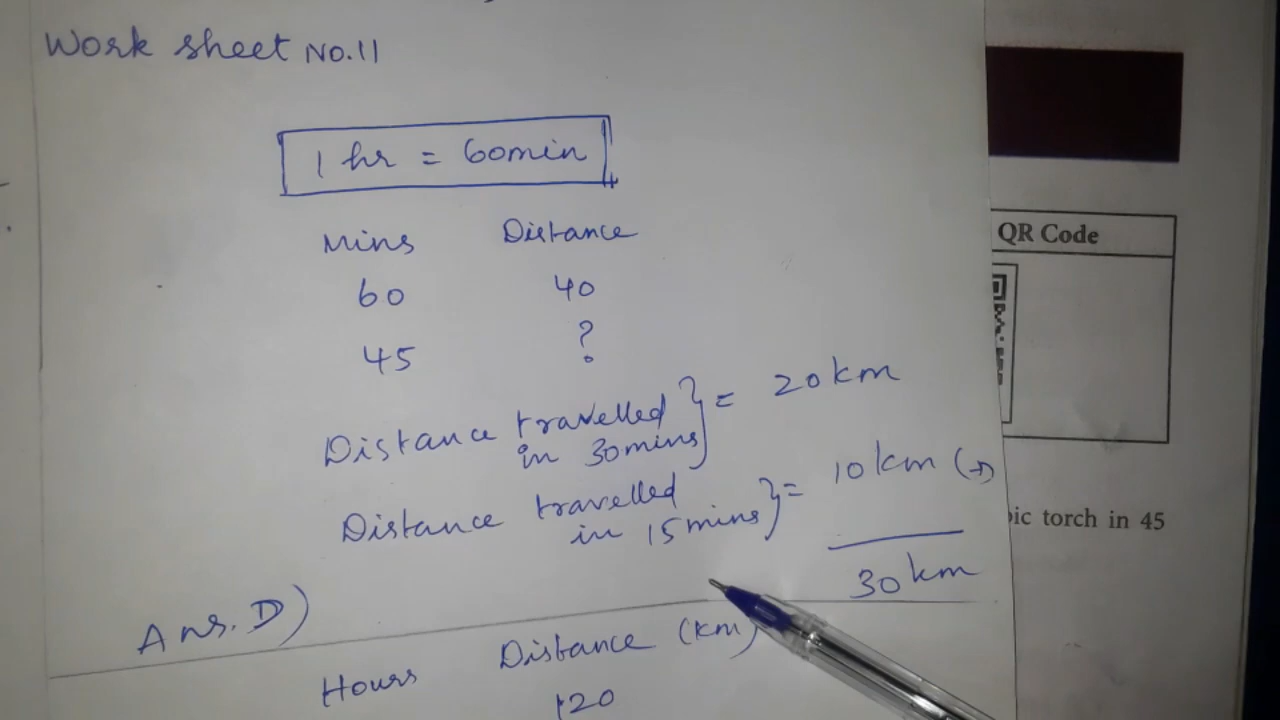 Work sheet No.11
1 hr = 60min
Mins Distance
60 40
45 ?
Distance travelled in 30mins } = 20km
Distance travelled in 15mins } = 10km (+)
30km
Ans. D)
Hours Distance (km)
120
QR Code
torch in 45